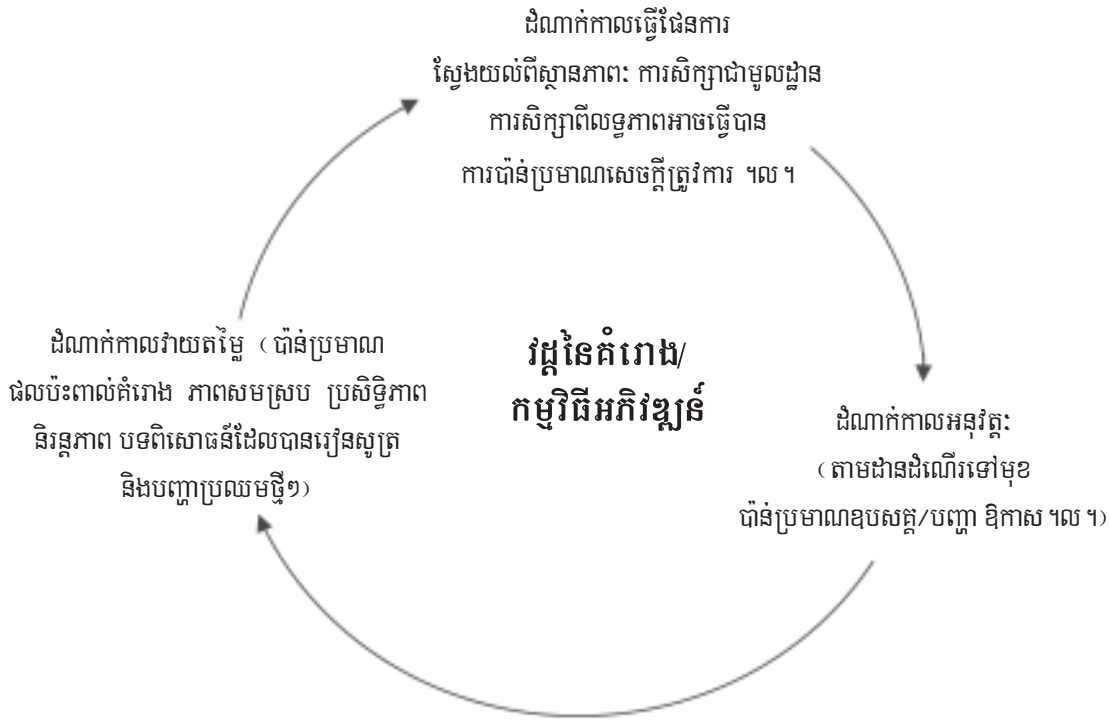 ដំណាក់កាលធ្វើផែនការ
ស្វែងយល់ពីស្ថានភាពៈ ការសិក្សាជាមូលដ្ឋាន
ការសិក្សាពីលទ្ធភាពអាចធ្វើបាន
ការប៉ាន់ប្រមាណសេចក្តីត្រូវការ ។ល។
ដំណាក់កាលវាយតម្លៃ (ប៉ាន់ប្រមាណ
ផលប៉ះពាល់គំរោង ភាពសមស្រប ប្រសិទ្ធិភាព
និរន្តភាព បទពិសោធន៍ដែលបានរៀនសូត្រ
និងបញ្ហាប្រឈមថ្មីៗ)
វដ្តនៃគំរោង/
កម្មវិធីអភិវឌ្ឍន៍
ដំណាក់កាលអនុវត្តៈ
(តាមដានដំណើរទៅមុខ
ប៉ាន់ប្រមាណឧបសគ្គ/បញ្ហា ឱកាស ។ល។)